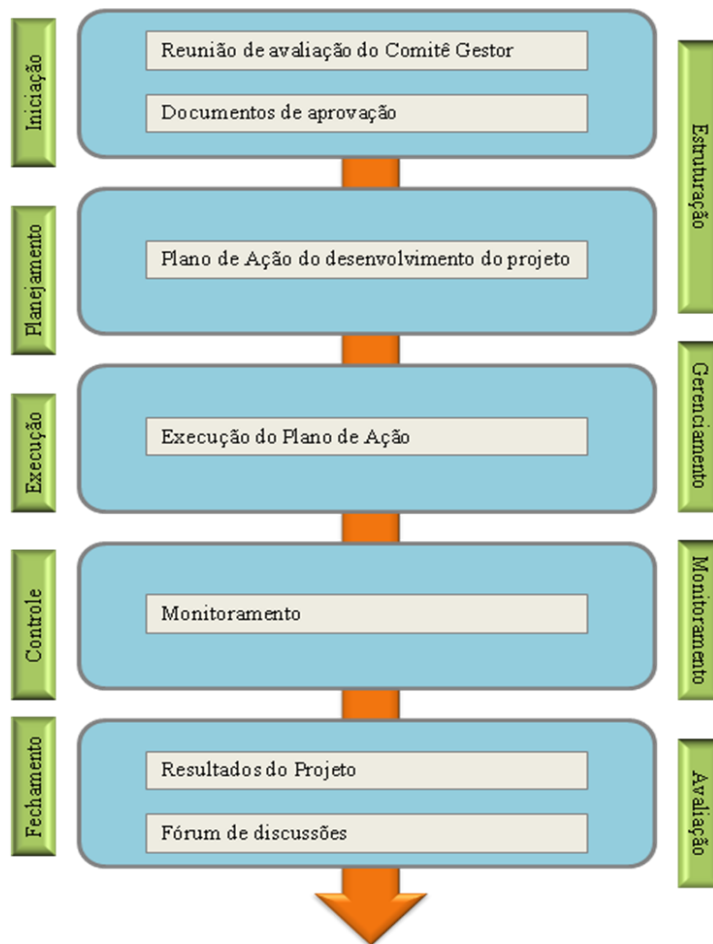 Iniciação
Reunião de avaliação do Comitê Gestor
Documentos de aprovação
Estruturação
Planejamento
Plano de Ação do desenvolvimento do projeto
Execução
Execução do Plano de Ação
Gerenciamento
Controle
Monitoramento
Monitoramento
Fechamento
Resultados do Projeto
Fórum de discussões
Avaliação